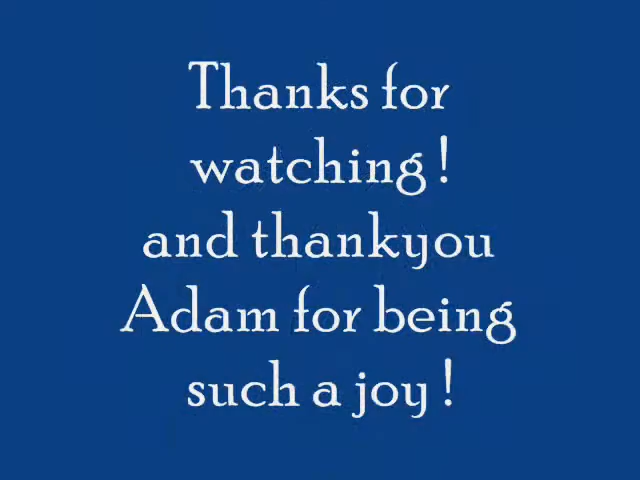 Thanks for
watching !
and thankyou
Adam for being
such a joy !